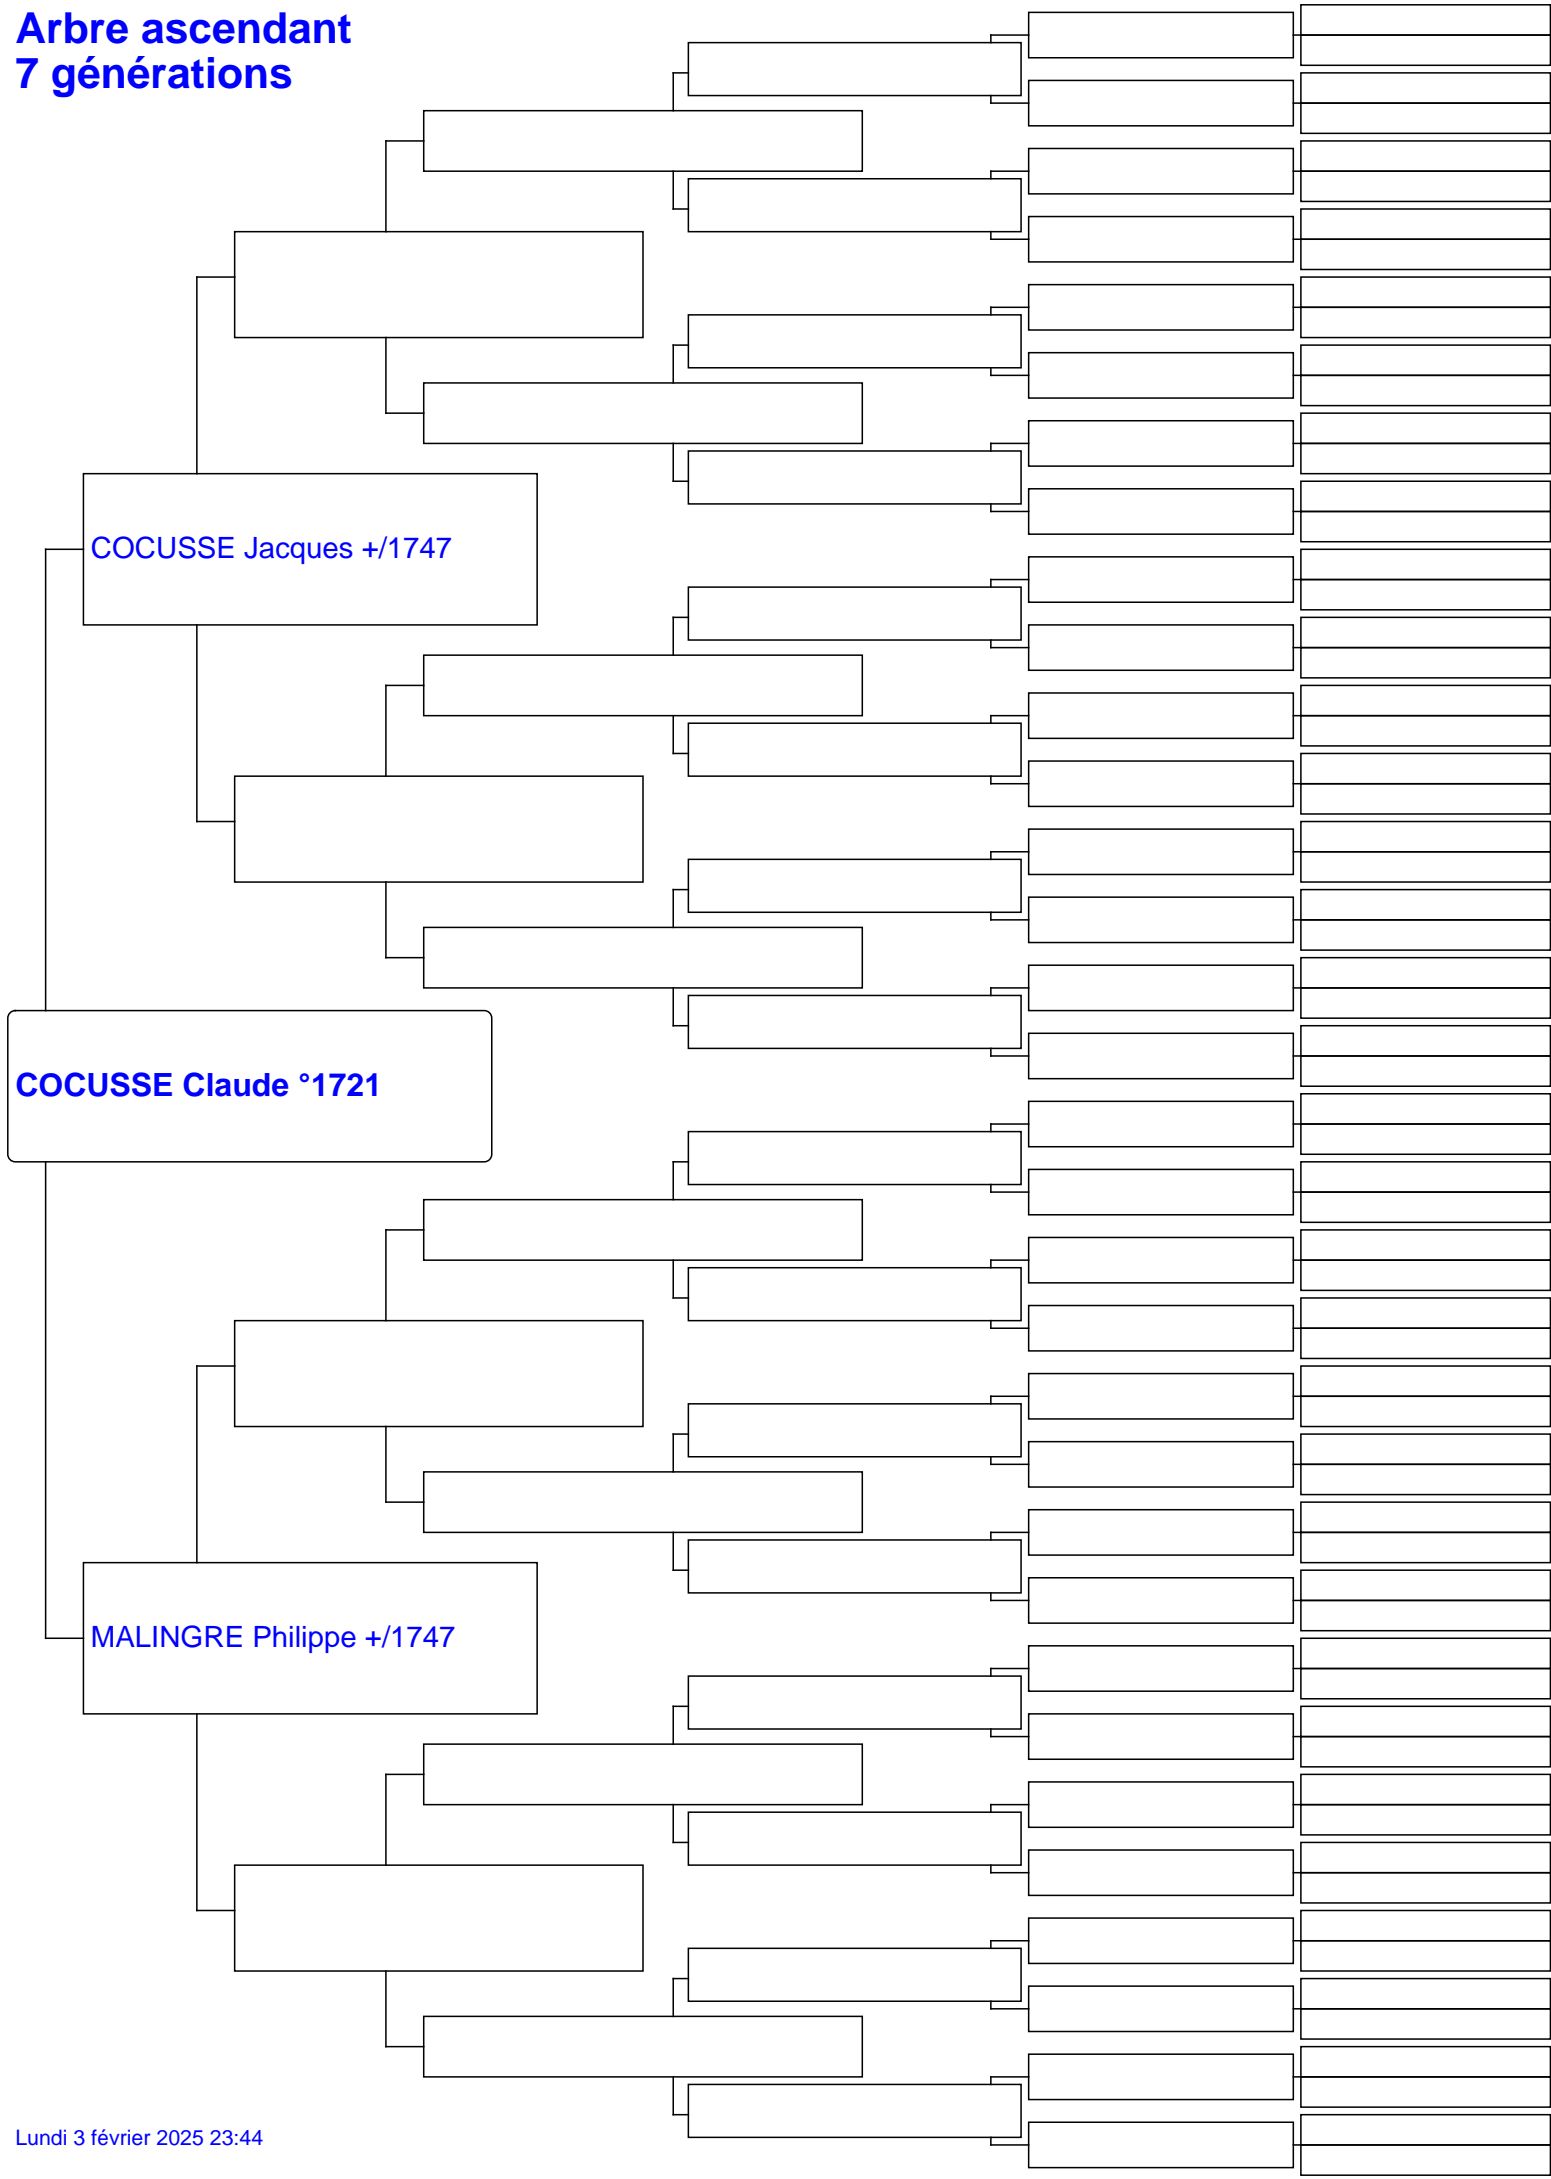 Arbre ascendant
7 générations
COCUSSE Jacques +/1747
COCUSSE Claude °1721
MALINGRE Philippe +/1747
Lundi 3 février 2025 23:44